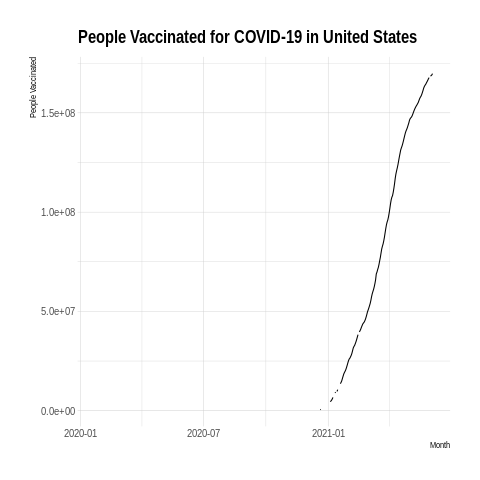 People Vaccinated for COVID-19 in United States
People Vaccinated
1.5e+08
1.0e+08
5.0e+07
0.0e+00
2020-01
2020-07
2021-01
Month